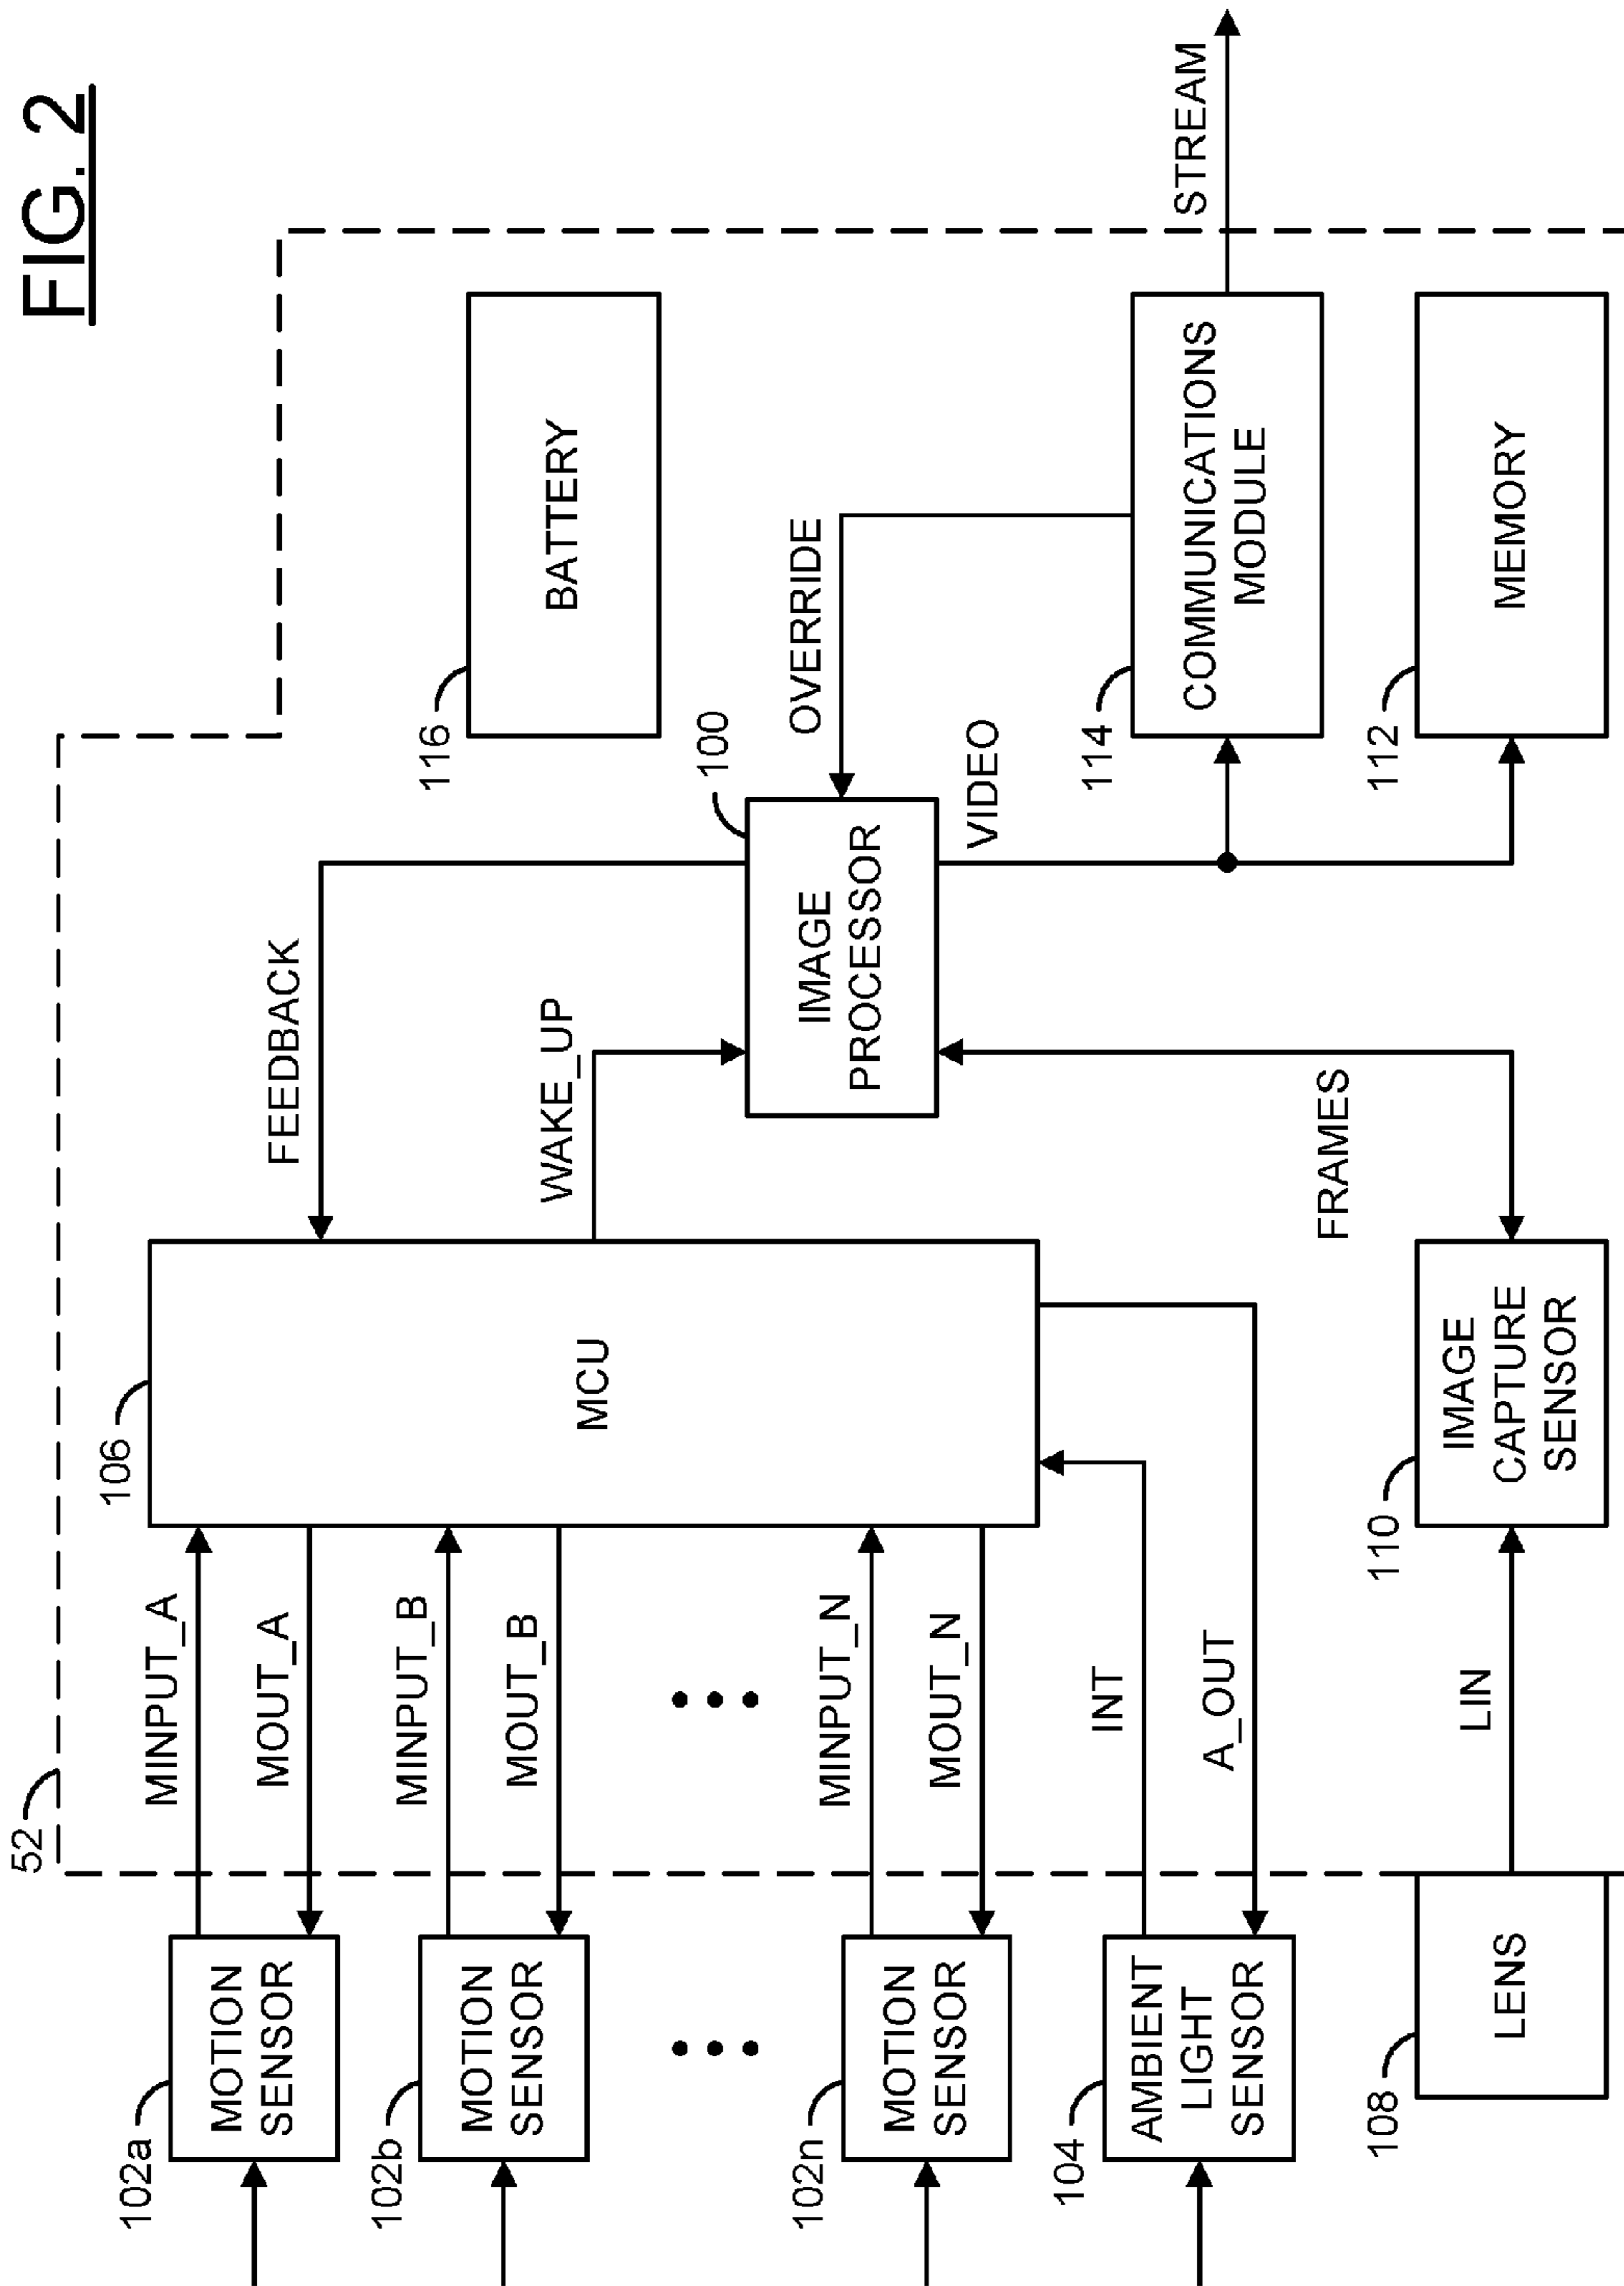 FIG. 2
52
106
102a
MOTION
SENSOR
MINPUT_A
MOUT_A
102b
MOTION
SENSOR
MINPUT_B
MOUT_B
102n
MOTION
SENSOR
MINPUT_N
MOUT_N
104
AMBIENT
LIGHT
SENSOR
INT
A_OUT
MCU
FEEDBACK
WAKE_UP
100
IMAGE
PROCESSOR
116
BATTERY
OVERRIDE
VIDEO
114
COMMUNICATIONS
MODULE
STREAM
108
LENS
LIN
110
IMAGE
CAPTURE
SENSOR
FRAMES
112
MEMORY